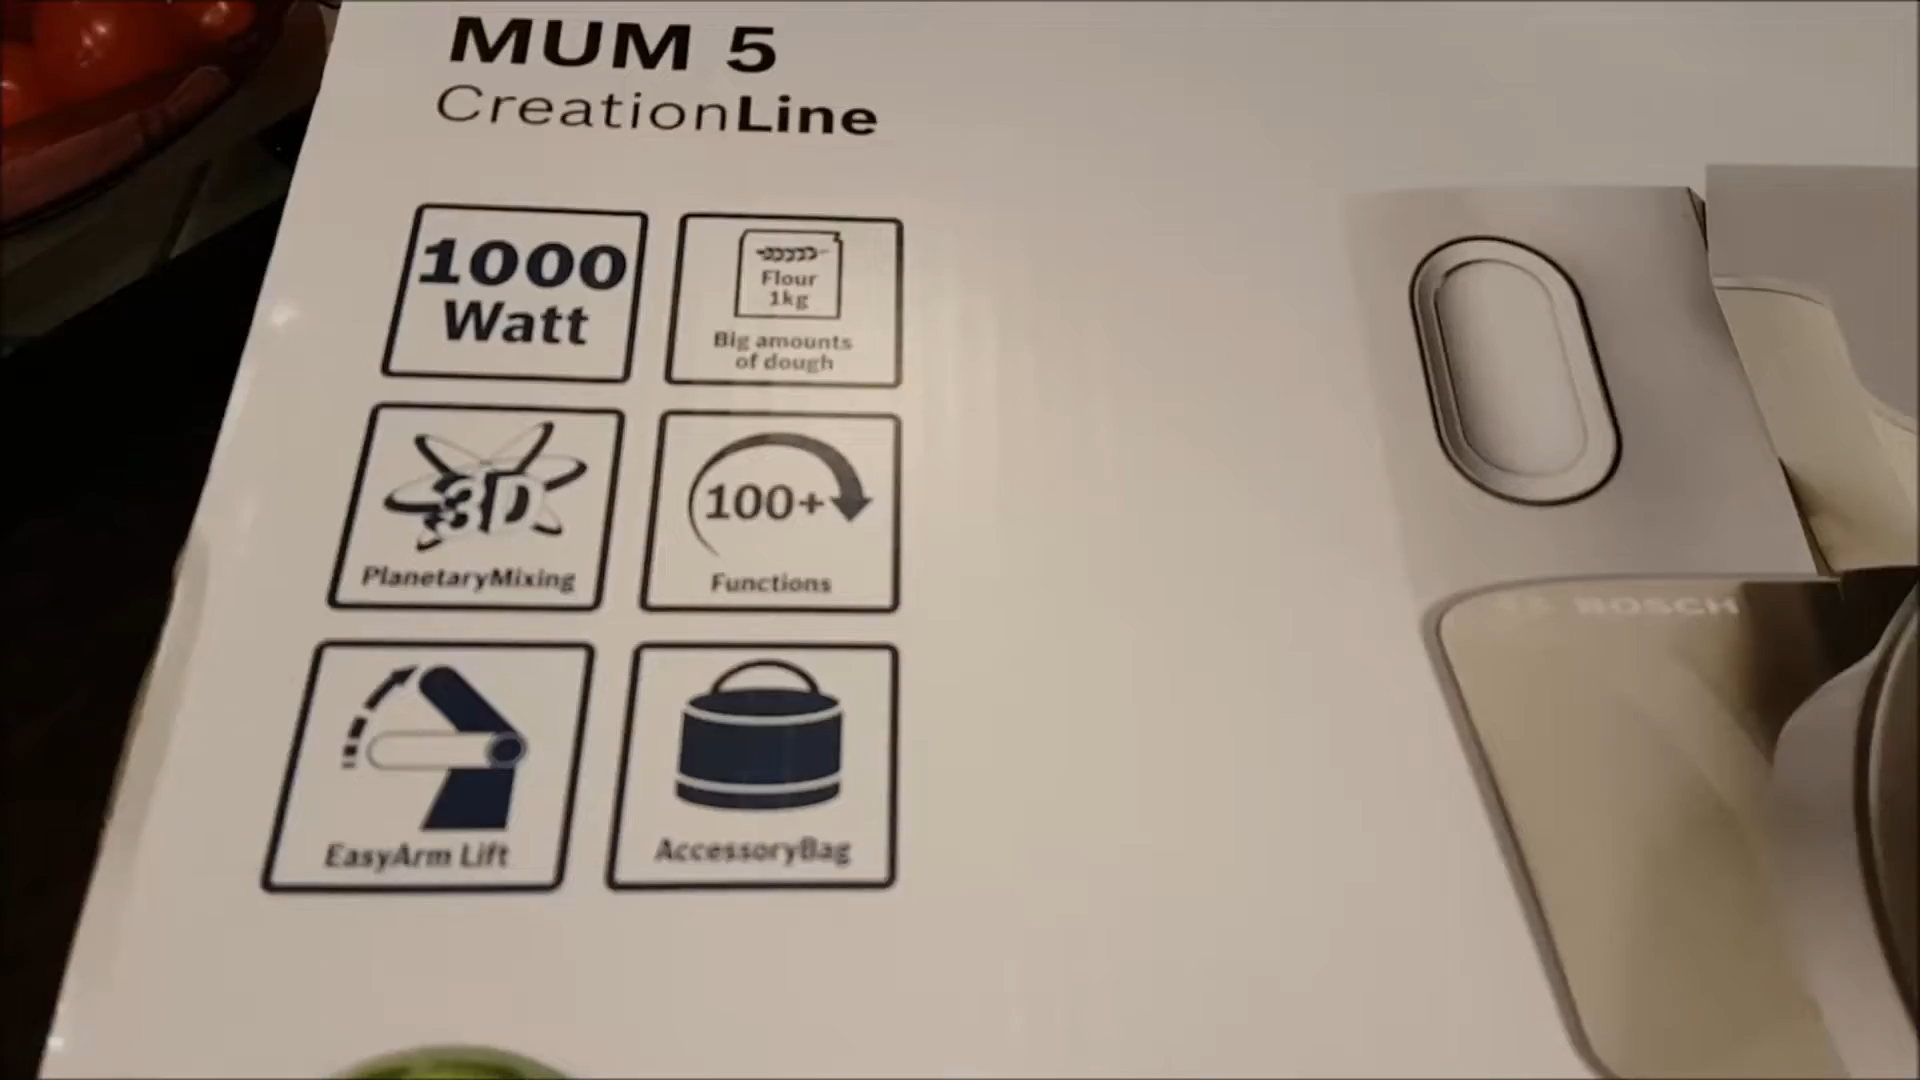 MUM 5
CreationLine
1000
Watt
Flour
1kg
Big amounts
of dough
3D
PlanetaryMixing
100+
Functions
EasyArm Lift
AccessoryBag
BOSCH